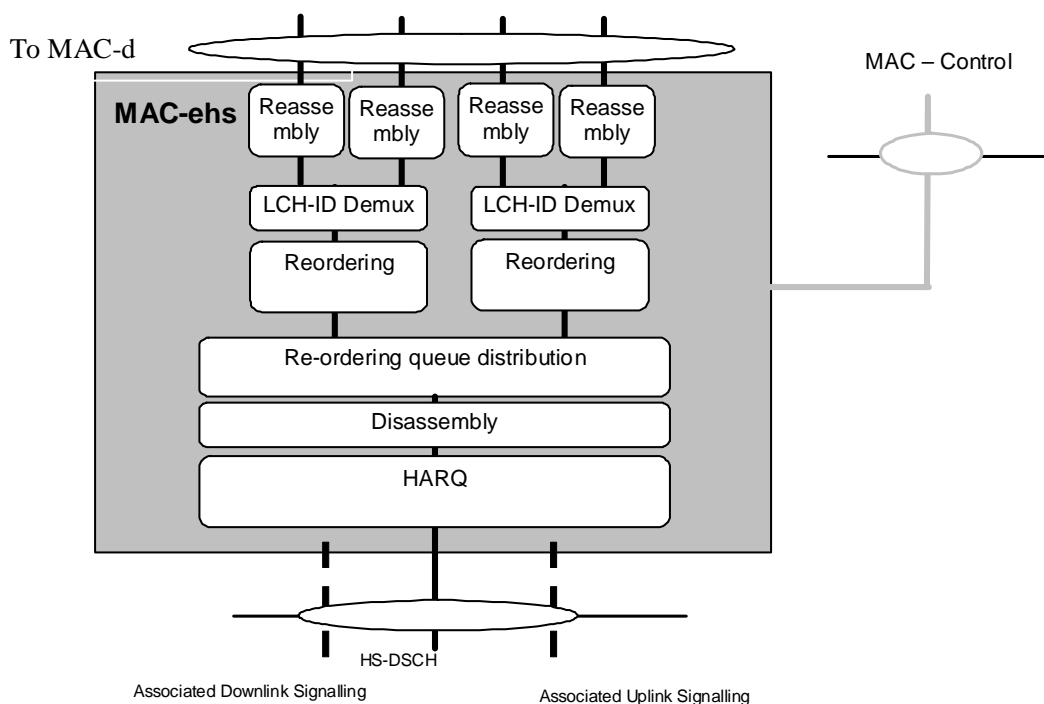 To MAC-d
MAC – Control
MAC-ehs
Reasse
mbly
Reasse
mbly
Reasse
mbly
Reasse
mbly
LCH-ID Demux
LCH-ID Demux
Reordering
Reordering
Re-ordering queue distribution
Disassembly
HARQ
HS-DSCH
Associated Downlink Signalling
Associated Uplink Signalling